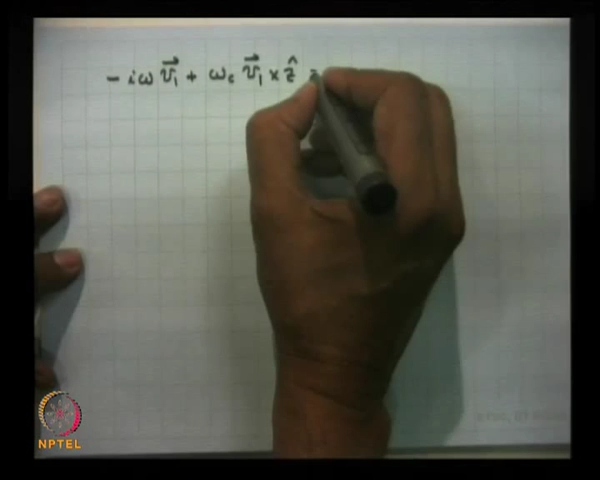 -iω v⃗₁ + ω_c v⃗₁ × ẑ =
NPTEL